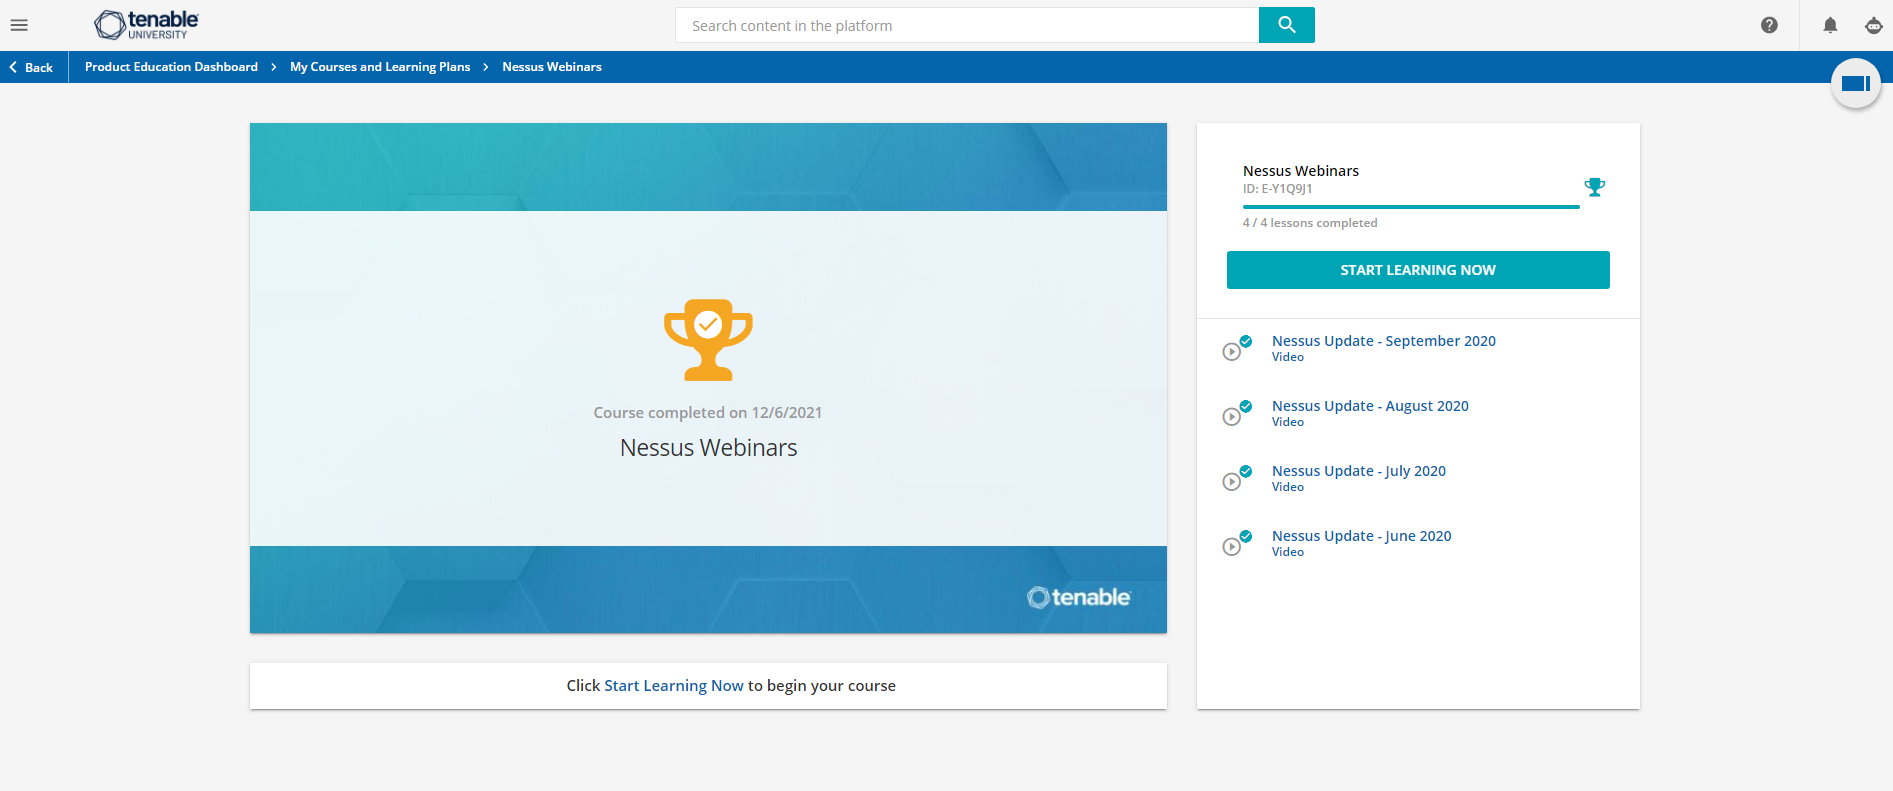 tenable
UNIVERSITY
Search content in the platform
Back
Product Education Dashboard
My Courses and Learning Plans
Nessus Webinars
Course completed on 12/6/2021
Nessus Webinars
tenable
Click Start Learning Now to begin your course
Nessus Webinars
ID: E-Y1Q9J1
4 / 4 lessons completed
START LEARNING NOW
Nessus Update - September 2020
Video
Nessus Update - August 2020
Video
Nessus Update - July 2020
Video
Nessus Update - June 2020
Video